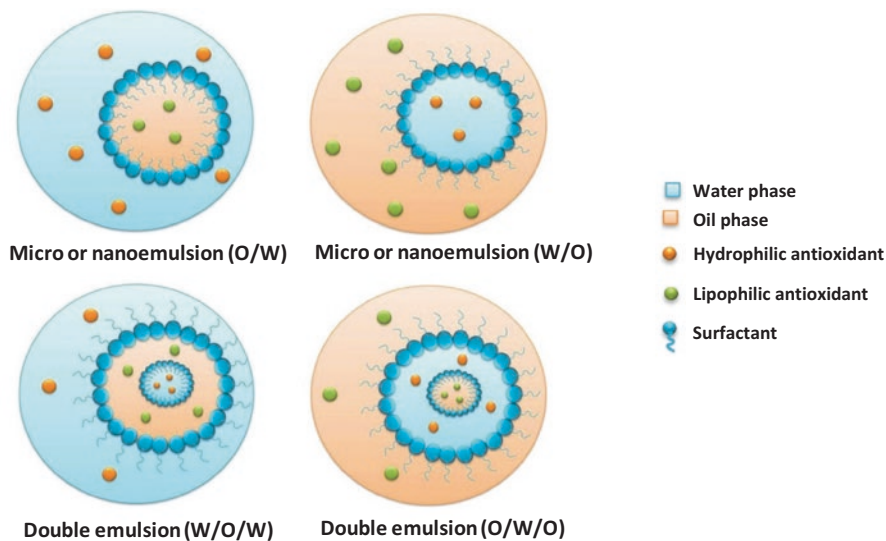 Micro or nanoemulsion (O/W)
Micro or nanoemulsion (W/O)
Double emulsion (W/O/W)
Double emulsion (O/W/O)
Water phase
Oil phase
Hydrophilic antioxidant
Lipophilic antioxidant
Surfactant